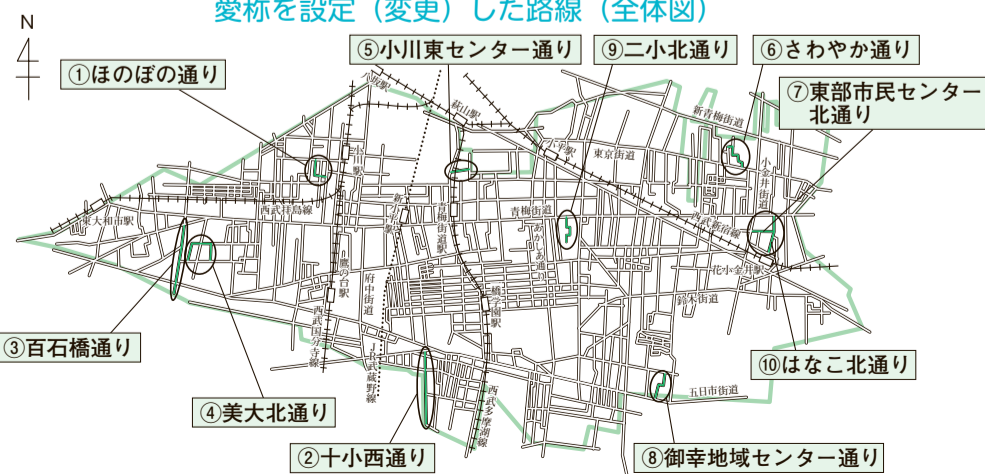 愛称を設定（変更）した路線（全体図）
N
⑤小川東センター通り
⑨二小北通り
⑥さわやか通り
①ほのぼの通り
⑦東部市民センター
北通り
八坂駅
萩山駅
新青梅街道
小平駅
東京街道
小川駅
小金井街道
新小平駅
西武拝島線
青梅街道駅
青梅街道
あかしあ通り
東大和市駅
西武新宿線
鷹の台駅
府中街道
花小金井駅
一橋学園駅
鈴木街道
西武国分寺線
JR武蔵野線
③百石橋通り
⑩はなこ北通り
④美大北通り
西武多摩湖線
五日市街道
②十小西通り
⑧御幸地域センター通り